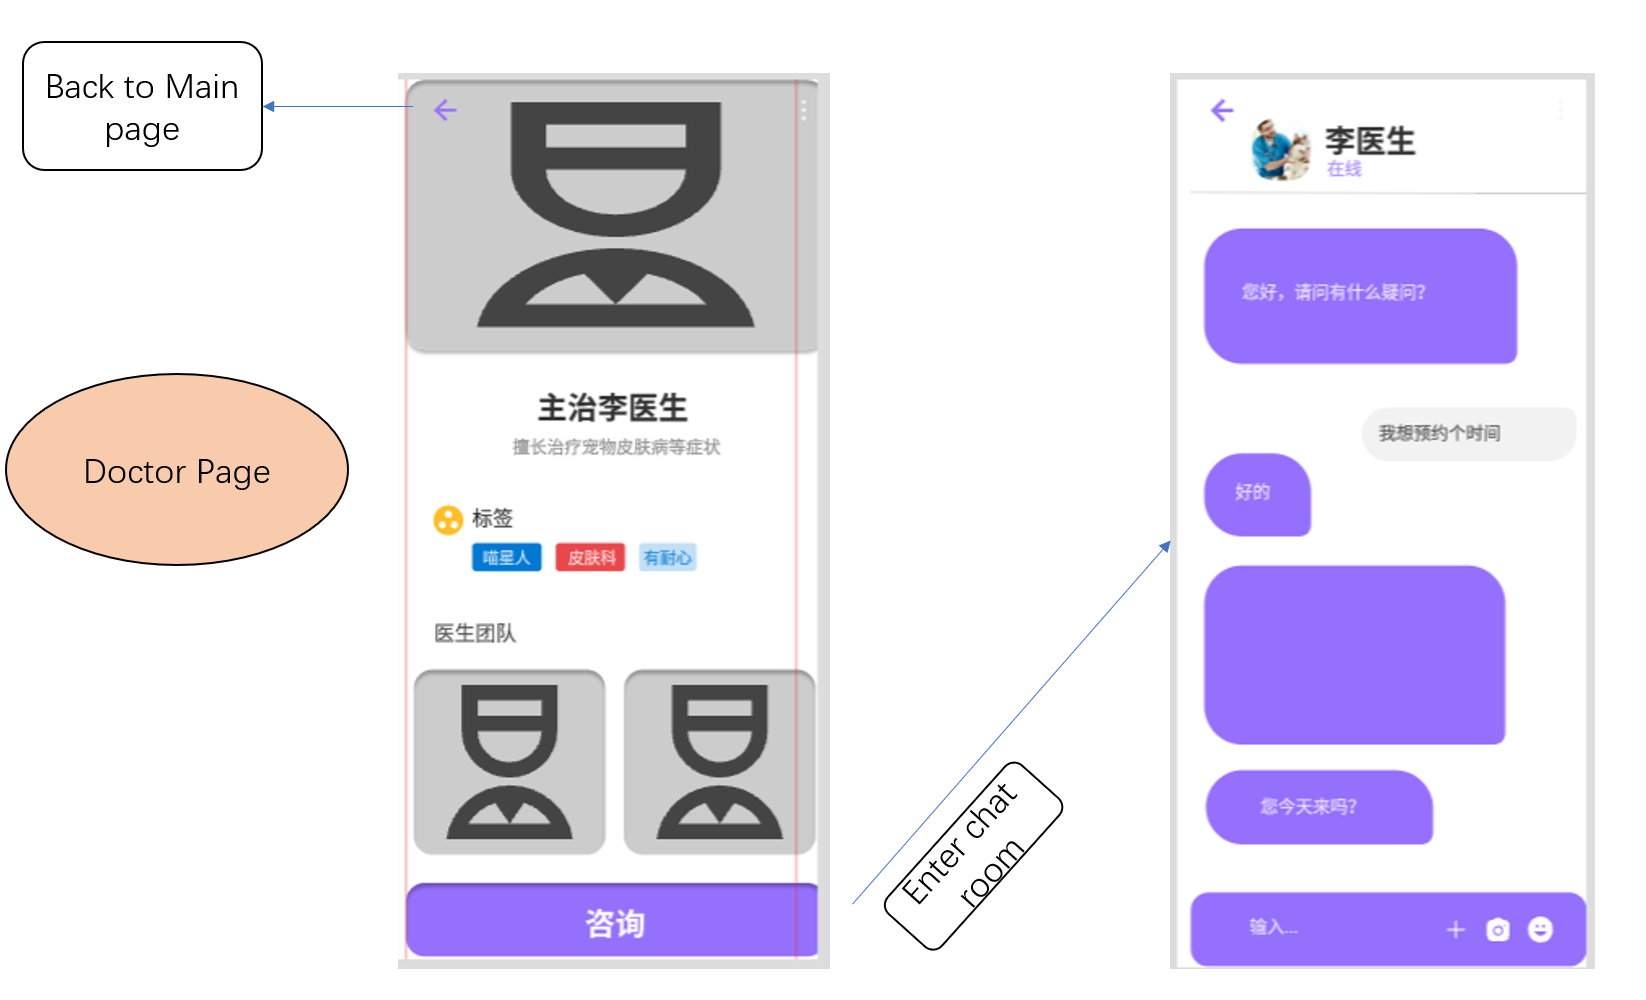 Back to Main
page
Doctor Page
主治李医生
擅长治疗宠物皮肤病等症状
标签
喵星人 皮肤科 有耐心
医生团队
咨询
Enter chat
room
李医生
在线
您好，请问有什么疑问?
我想预约个时间
好的
您今天来吗?
输入...